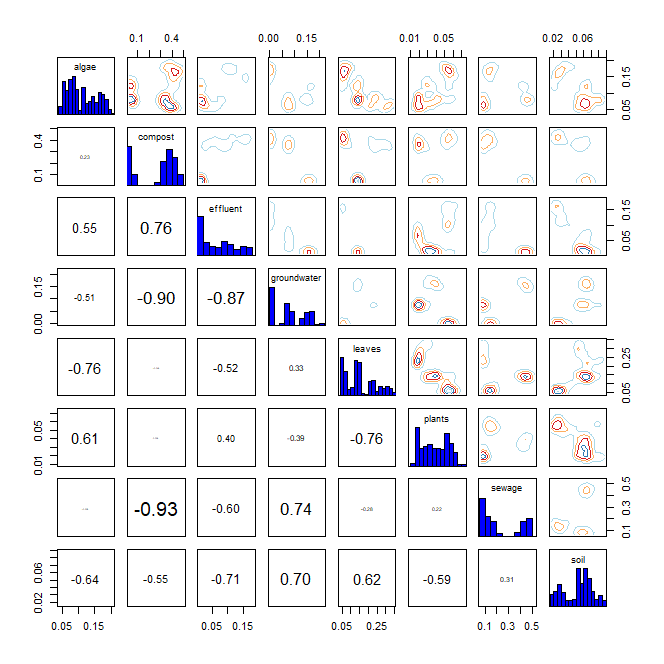 0.1 0.4 0.00 0.15 0.01 0.05 0.02 0.06
algae 0.05 0.15
0.1 0.4 0.23 compost
0.55 0.76 effluent 0.05 0.15
0.00 0.15 -0.51 -0.90 -0.87 groundwater
-0.76 -0.52 0.33 leaves 0.05 0.25
0.01 0.05 0.61 0.40 -0.39 -0.76 plants
-0.93 -0.60 0.74 -0.28 0.22 sewage 0.1 0.3 0.5
0.02 0.06 -0.64 -0.55 -0.71 0.70 0.62 -0.59 0.31 soil
0.05 0.15 0.05 0.15 0.05 0.25 0.1 0.3 0.5